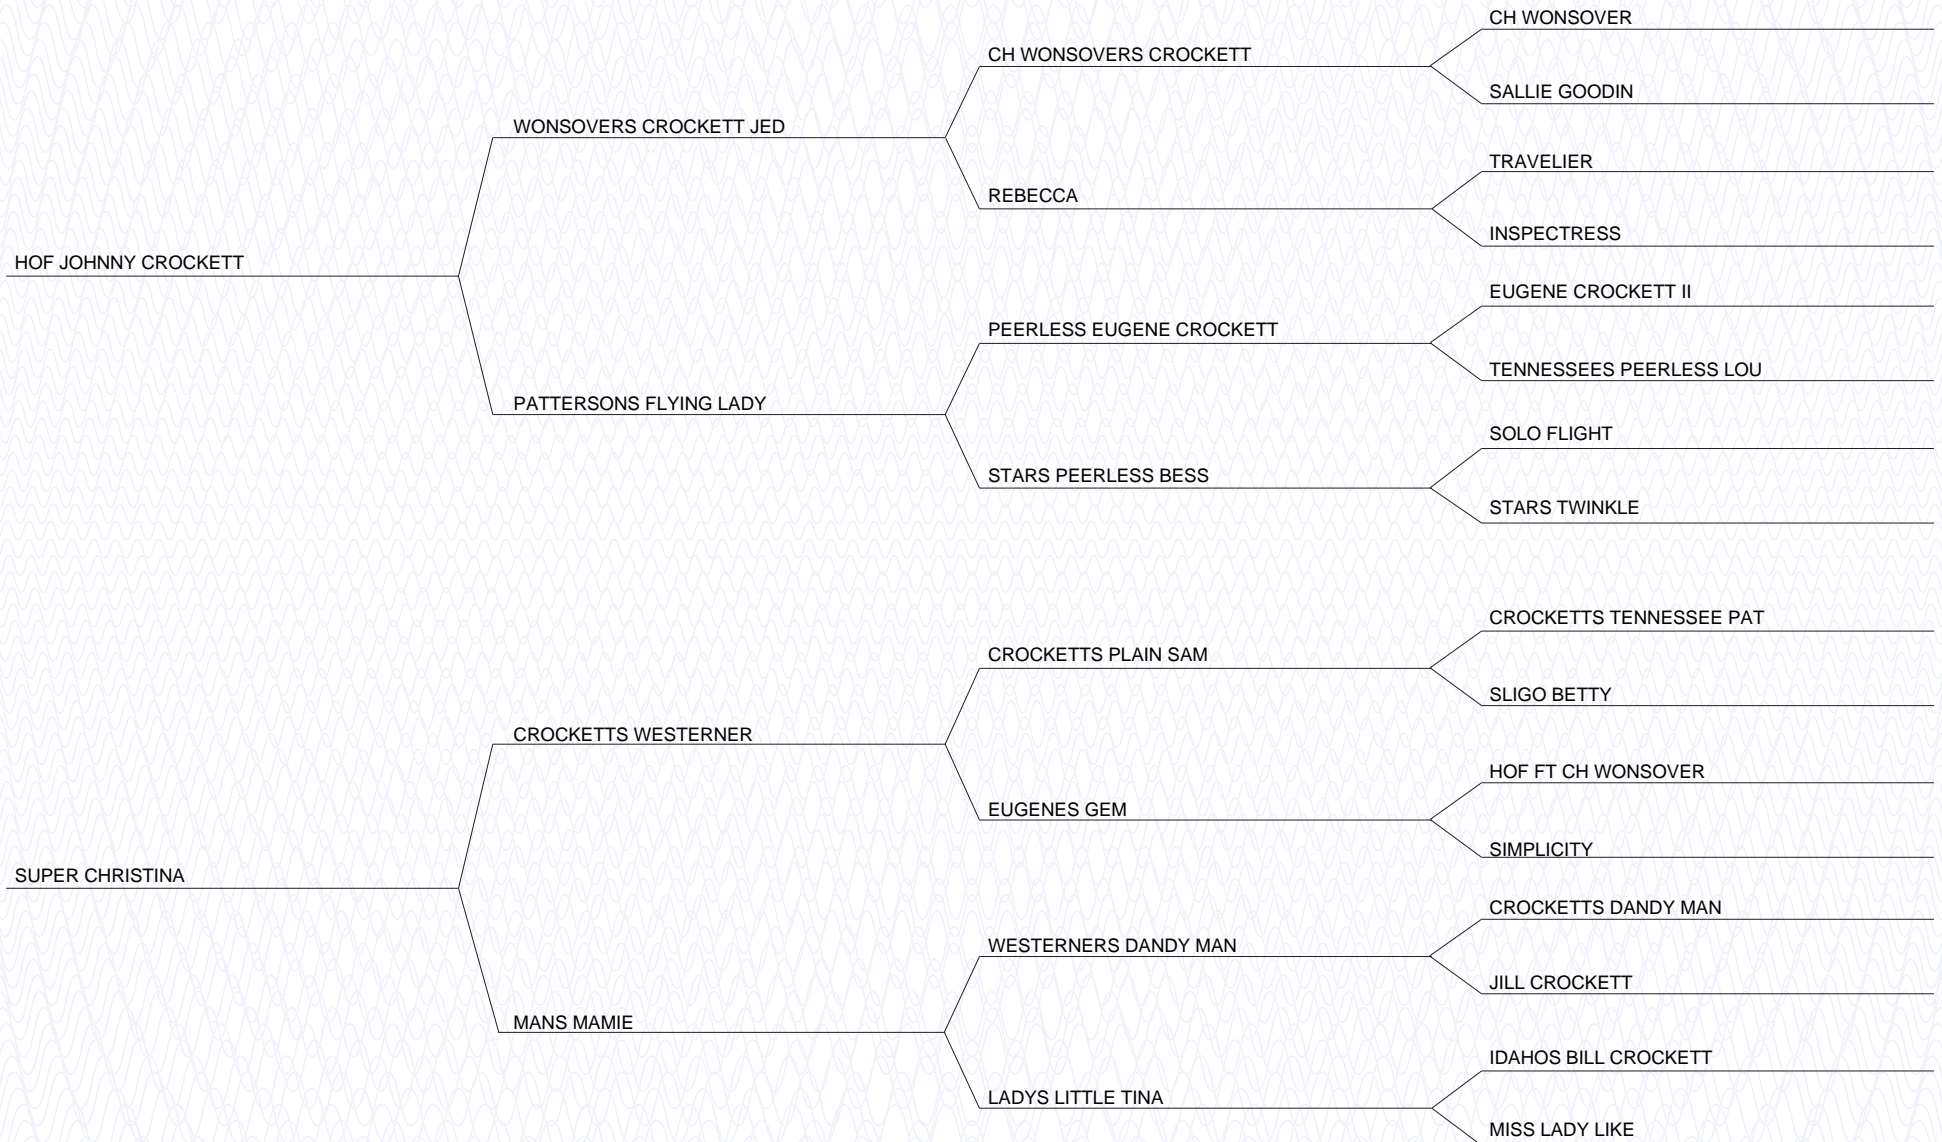 CH WONSOVER
CH WONSOVERS CROCKETT
SALLIE GOODIN
WONSOVERS CROCKETT JED
TRAVELIER
REBECCA
INSPECTRESS
HOF JOHNNY CROCKETT
EUGENE CROCKETT II
PEERLESS EUGENE CROCKETT
TENNESSEES PEERLESS LOU
PATTERSONS FLYING LADY
SOLO FLIGHT
STARS PEERLESS BESS
STARS TWINKLE
CROCKETTS TENNESSEE PAT
CROCKETTS PLAIN SAM
SLIGO BETTY
CROCKETTS WESTERNER
HOF FT CH WONSOVER
EUGENES GEM
SIMPLICITY
SUPER CHRISTINA
CROCKETTS DANDY MAN
WESTERNERS DANDY MAN
JILL CROCKETT
MANS MAMIE
IDAHOS BILL CROCKETT
LADYS LITTLE TINA
MISS LADY LIKE